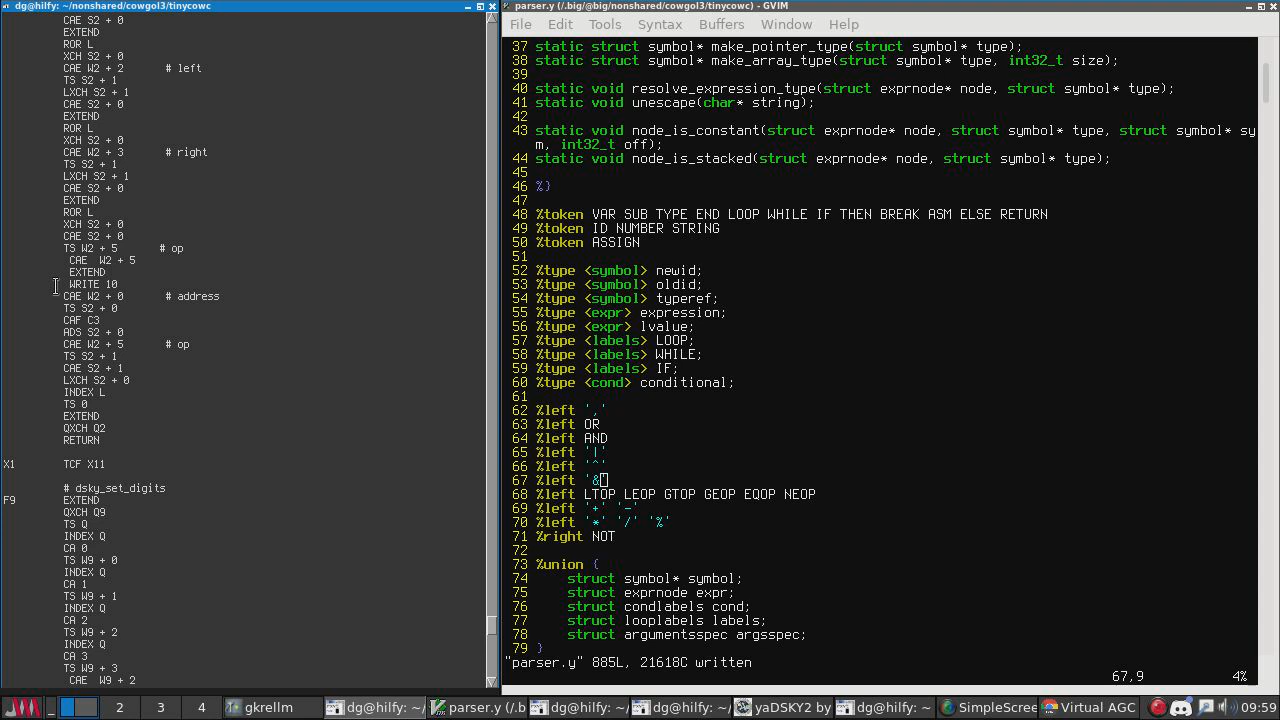 dg@hilfy: ~/nonshared/cowgol3/tinycowc
CAE S2 + 0
EXTEND
ROR L
XCH S2 + 0
CAE W2 + 2 # left
TS S2 + 1
LXCH S2 + 1
CAE S2 + 0
EXTEND
ROR L
XCH S2 + 0
CAE W2 + 3 # right
TS S2 + 1
LXCH S2 + 1
CAE S2 + 0
EXTEND
ROR L
XCH S2 + 0
CAE S2 + 0
TS W2 + 5 # op
CAE W2 + 5
EXTEND
WRITE 10
CAE W2 + 0 # address
TS S2 + 0
CAF C3
ADS S2 + 0
CAE W2 + 5 # op
TS S2 + 1
CAE S2 + 1
LXCH S2 + 0
INDEX L
TS 0
EXTEND
QXCH Q2
RETURN
X1 TCF X11
# dsky_set_digits
F9 EXTEND
QXCH Q9
TS Q
INDEX Q
CA 0
TS W9 + 0
INDEX Q
CA 1
TS W9 + 1
INDEX Q
CA 2
TS W9 + 2
INDEX Q
CA 3
TS W9 + 3
CAE W9 + 2
parser.y (/.big/@big/nonshared/cowgol3/tinycowc) - GVIM
File Edit Tools Syntax Buffers Window Help
37 static struct symbol* make_pointer_type(struct symbol* type);
38 static struct symbol* make_array_type(struct symbol* type, int32_t size);
39
40 static void resolve_expression_type(struct exprnode* node, struct symbol* type);
41 static void unescape(char* string);
42
43 static void node_is_constant(struct exprnode* node, struct symbol* type, struct symbol* sy
m, int32_t off);
44 static void node_is_stacked(struct exprnode* node, struct symbol* type);
45
46 %}
47
48 %token VAR SUB TYPE END LOOP WHILE IF THEN BREAK ASM ELSE RETURN
49 %token ID NUMBER STRING
50 %token ASSIGN
51
52 %type <symbol> newid;
53 %type <symbol> oldid;
54 %type <symbol> typeref;
55 %type <expr> expression;
56 %type <expr> lvalue;
57 %type <labels> LOOP;
58 %type <labels> WHILE;
59 %type <labels> IF;
60 %type <cond> conditional;
61
62 %left ','
63 %left OR
64 %left AND
65 %left '|'
66 %left '^'
67 %left '&'
68 %left LTOP LEOP GTOP GEOP EQOP NEOP
69 %left '+' '-'
70 %left '*' '/' '%'
71 %right NOT
72
73 %union {
74 struct symbol* symbol;
75 struct exprnode expr;
76 struct condlabels cond;
77 struct looplabels labels;
78 struct argumentsspec argsspec;
79 }
"parser.y" 885L, 21618C written
67,9 4%
2 3 4 gkrellm dg@hilfy: ~/ parser.y (/.b dg@hilfy: ~/ dg@hilfy: ~/ yaDSKY2 by dg@hilfy: ~ SimpleScree Virtual AGC 09:59